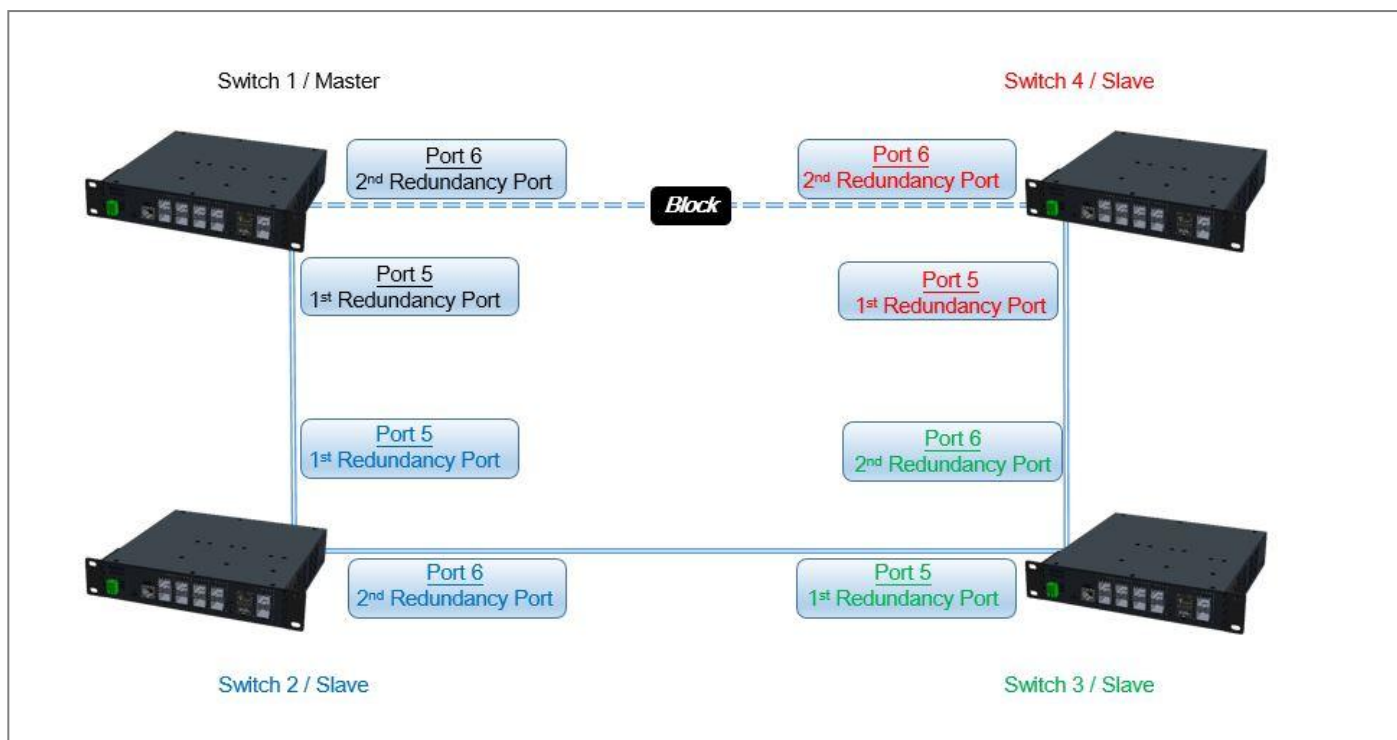 Switch 1 / Master
Switch 4 / Slave
Port 6
2nd Redundancy Port
Port 6
2nd Redundancy Port
Block
Port 5
1st Redundancy Port
Port 5
1st Redundancy Port
Port 5
1st Redundancy Port
Port 6
2nd Redundancy Port
Port 6
2nd Redundancy Port
Port 5
1st Redundancy Port
Switch 2 / Slave
Switch 3 / Slave